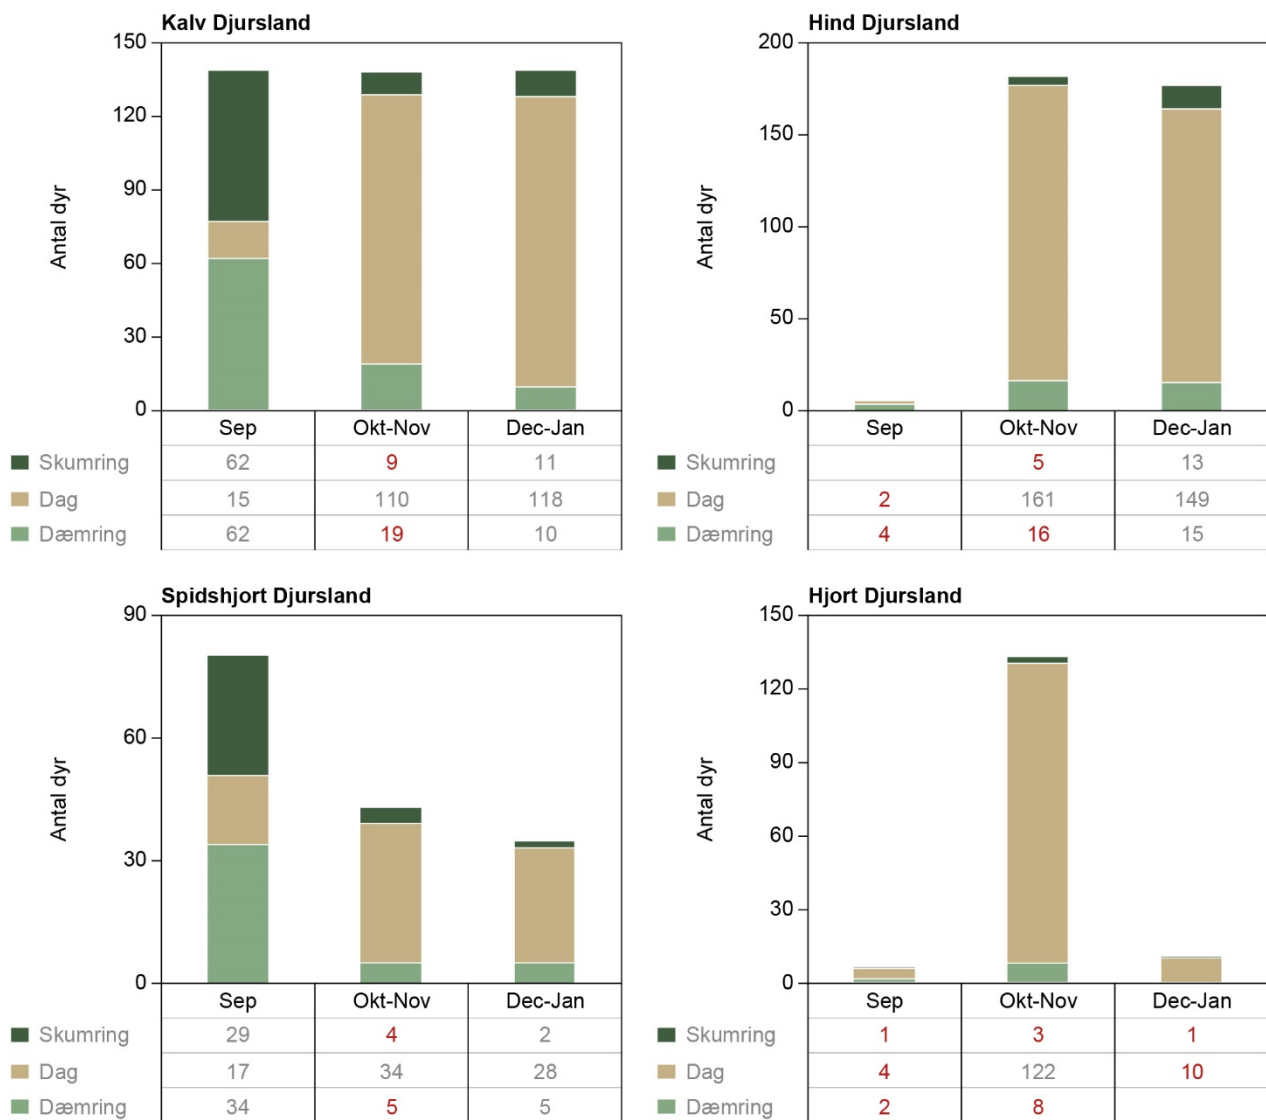 Kalv Djursland
150
120
90
60
30
0
Antal dyr
Sep Okt-Nov Dec-Jan
Skumring 62 9 11
Dag 15 110 118
Dæmring 62 19 10
Hind Djursland
200
150
100
50
0
Antal dyr
Sep Okt-Nov Dec-Jan
Skumring 5 13
Dag 2 161 149
Dæmring 4 16 15
Spidshjort Djursland
90
60
30
0
Antal dyr
Sep Okt-Nov Dec-Jan
Skumring 29 4 2
Dag 17 34 28
Dæmring 34 5 5
Hjort Djursland
150
120
90
60
30
0
Antal dyr
Sep Okt-Nov Dec-Jan
Skumring 1 3 1
Dag 4 122 10
Dæmring 2 8